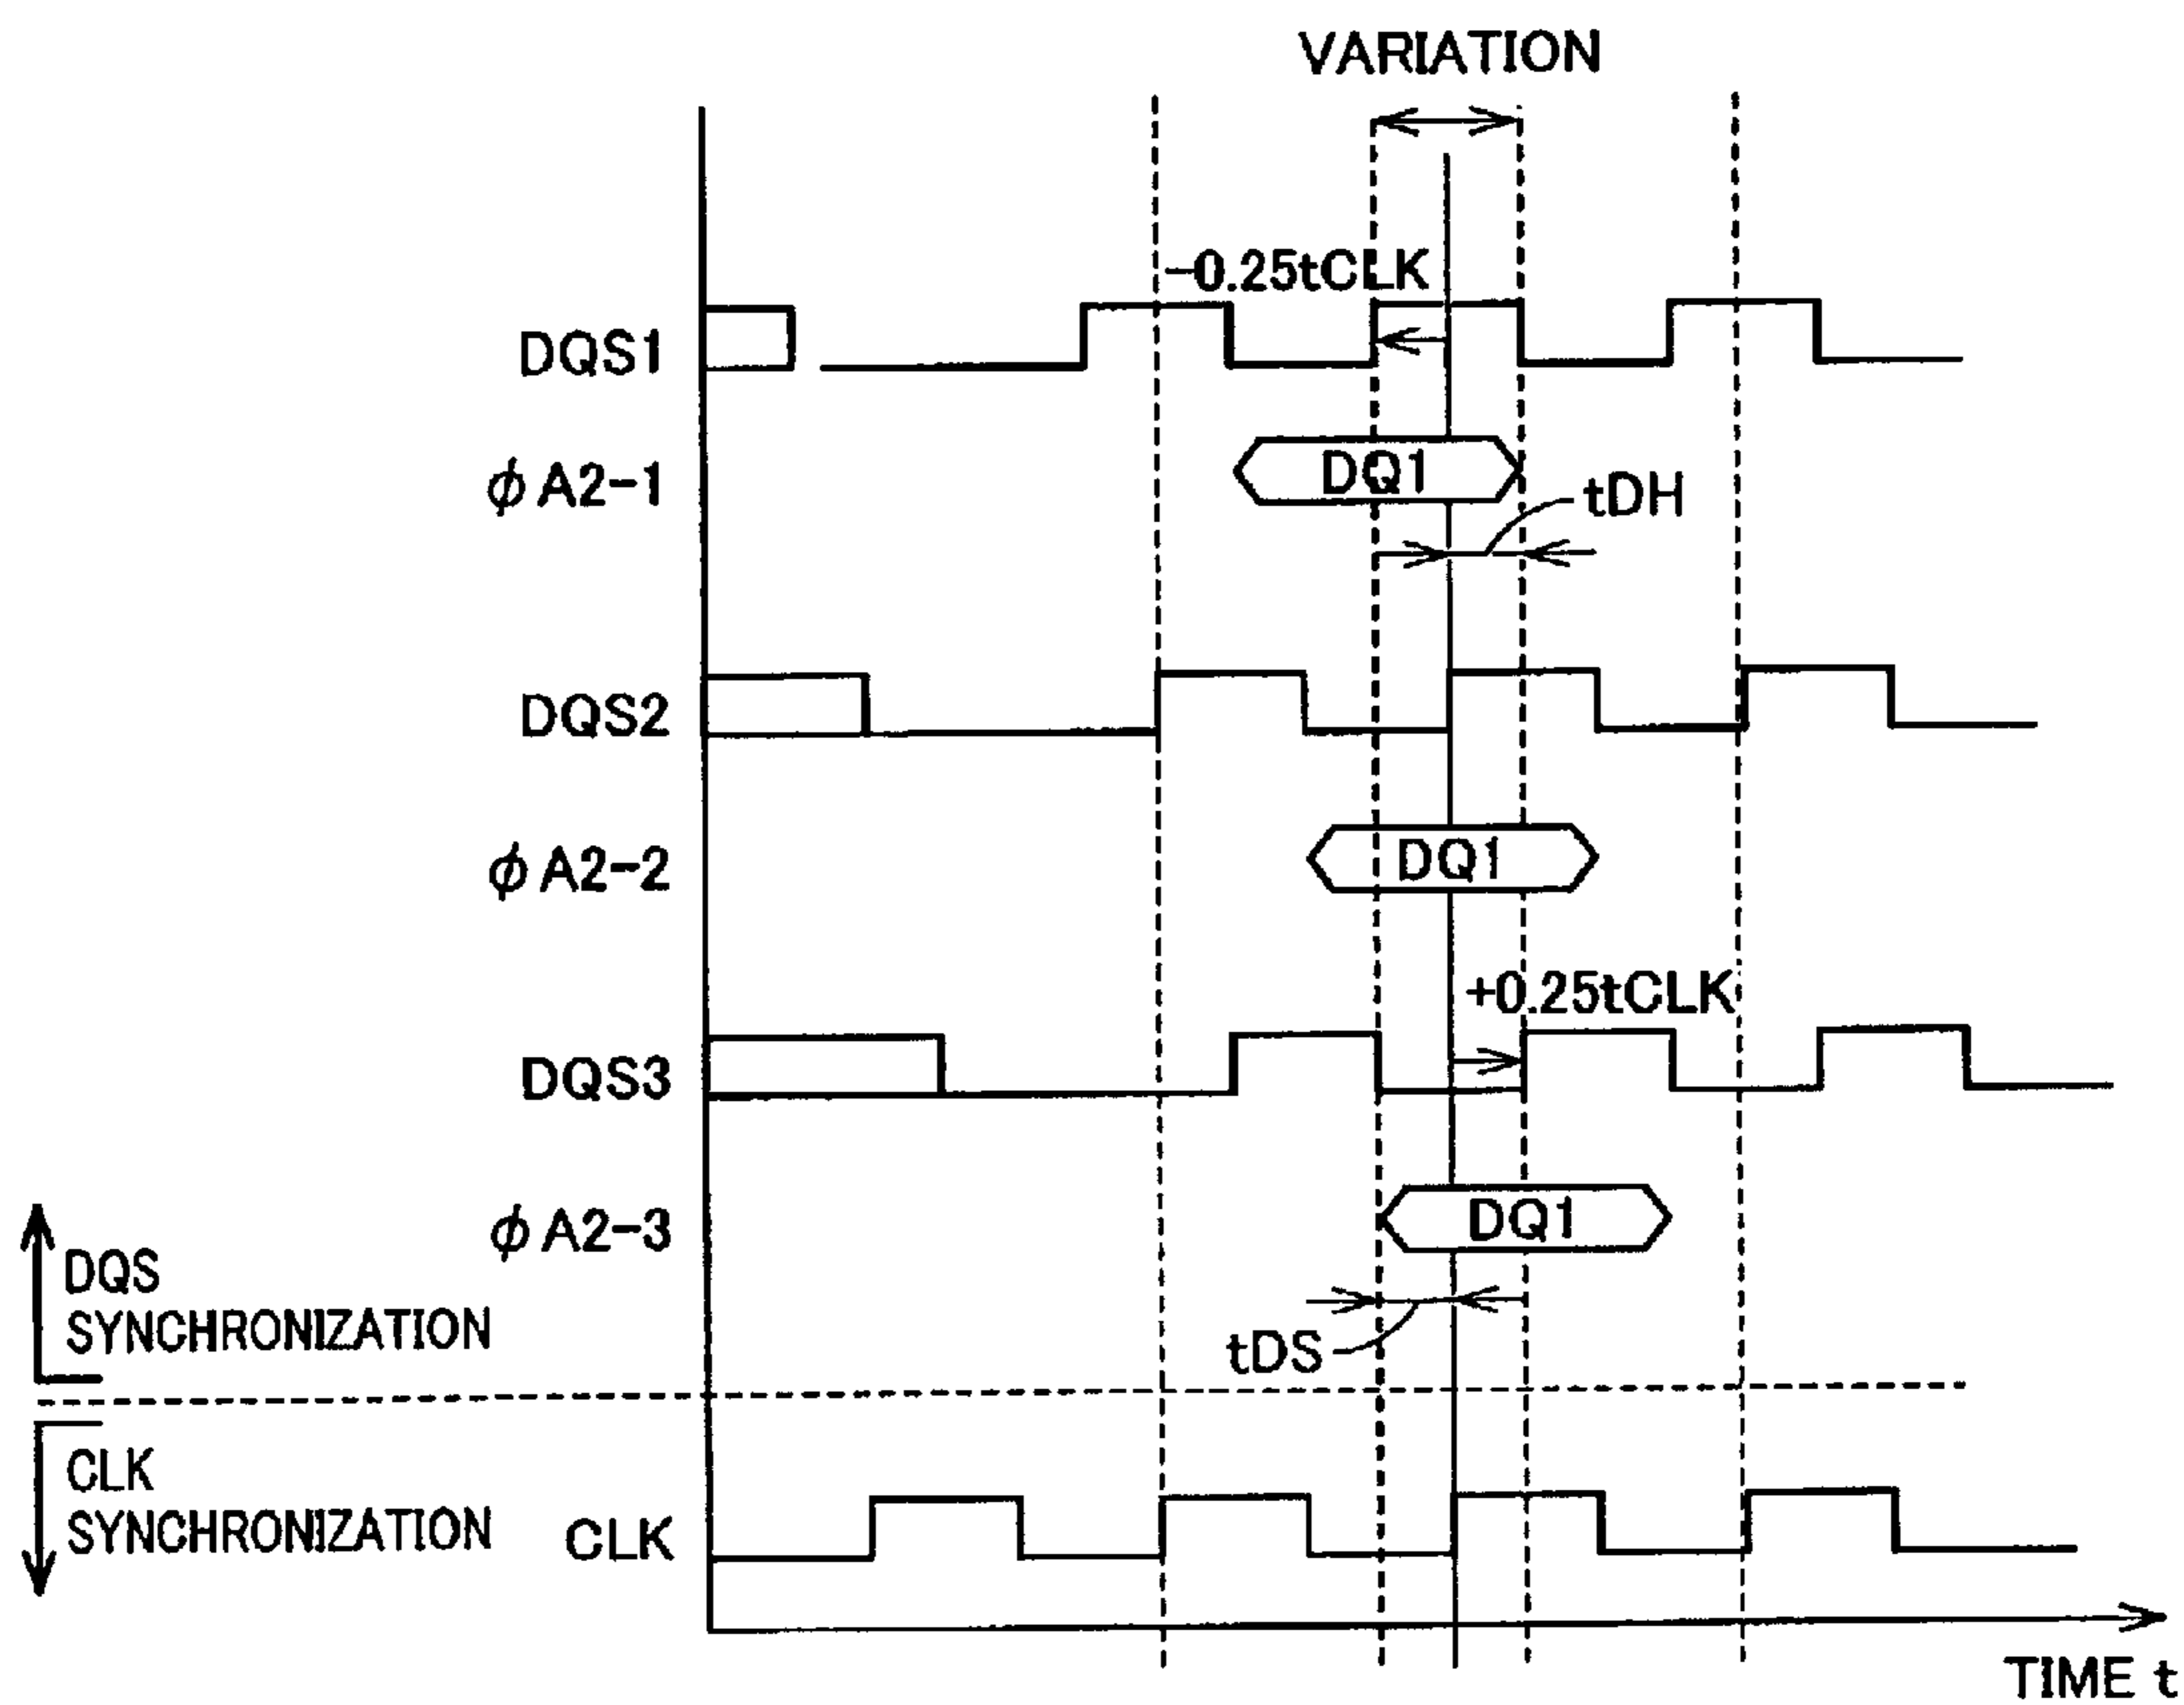 VARIATION
-0.25tCLK
DQS1
DQ1
ϕA2-1
tDH
DQS2
DQ1
ϕA2-2
+0.25tCLK
DQS3
DQ1
ϕA2-3
DQS
SYNCHRONIZATION
tDS
CLK
SYNCHRONIZATION
CLK
TIME t